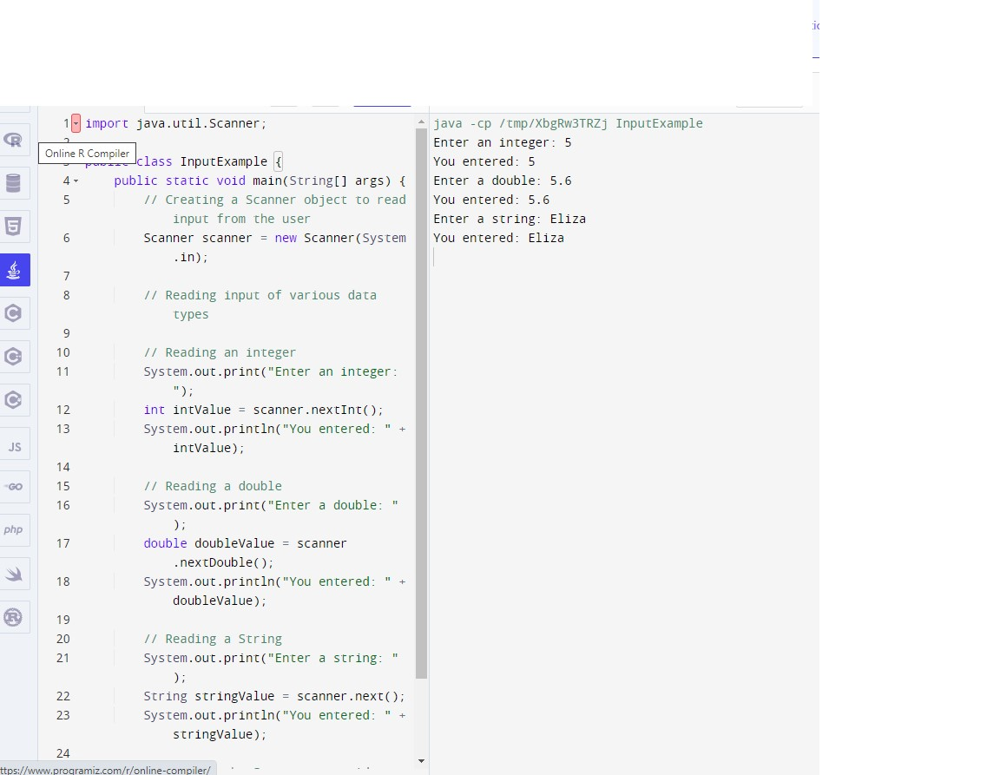 import java.util.Scanner;
1
2
Online R Compiler
class InputExample {
4
public static void main(String[] args) {
5
// Creating a Scanner object to read
input from the user
6
Scanner scanner = new Scanner(System
.in);
7
8
// Reading input of various data
types
9
10
// Reading an integer
11
System.out.print("Enter an integer:
");
12
int intValue = scanner.nextInt();
13
System.out.println("You entered: " +
intValue);
14
15
// Reading a double
16
System.out.print("Enter a double: "
);
17
double doubleValue = scanner
.nextDouble();
18
System.out.println("You entered: " +
doubleValue);
19
20
// Reading a String
21
System.out.print("Enter a string: "
);
22
String stringValue = scanner.next();
23
System.out.println("You entered: " +
stringValue);
24
java -cp /tmp/XbgRw3TRZj InputExample
Enter an integer: 5
You entered: 5
Enter a double: 5.6
You entered: 5.6
Enter a string: Eliza
You entered: Eliza
R
JS
GO
php
ttps://www.programiz.com/r/online-compiler/